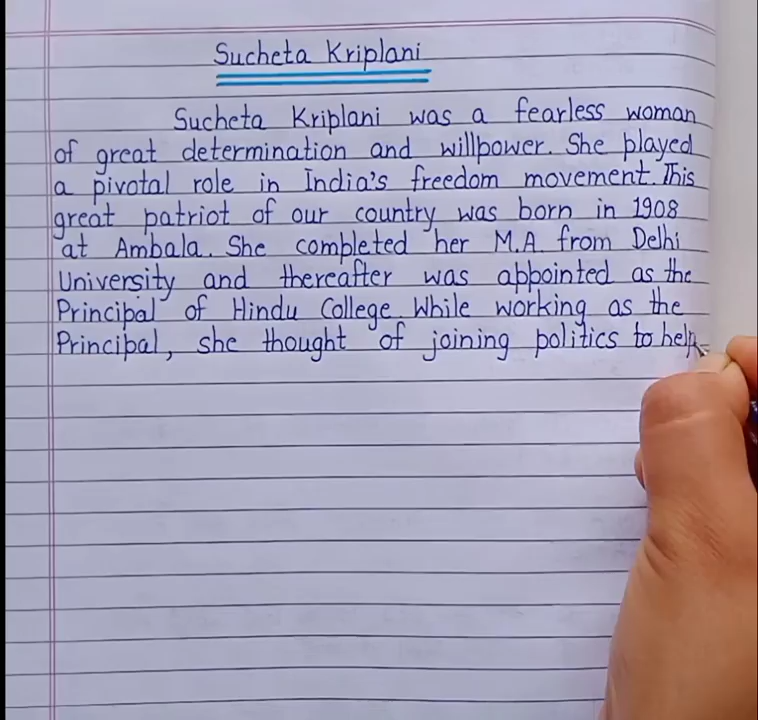 Sucheta Kriplani
Sucheta Kriplani was a fearless woman
of great determination and willpower. She played
a pivotal role in India's freedom movement. This
great patriot of our country was born in 1908
at Ambala. She completed her M.A. from Delhi
University and thereafter was appointed as the
Principal of Hindu College. While working as the
Principal, she thought of joining politics to help